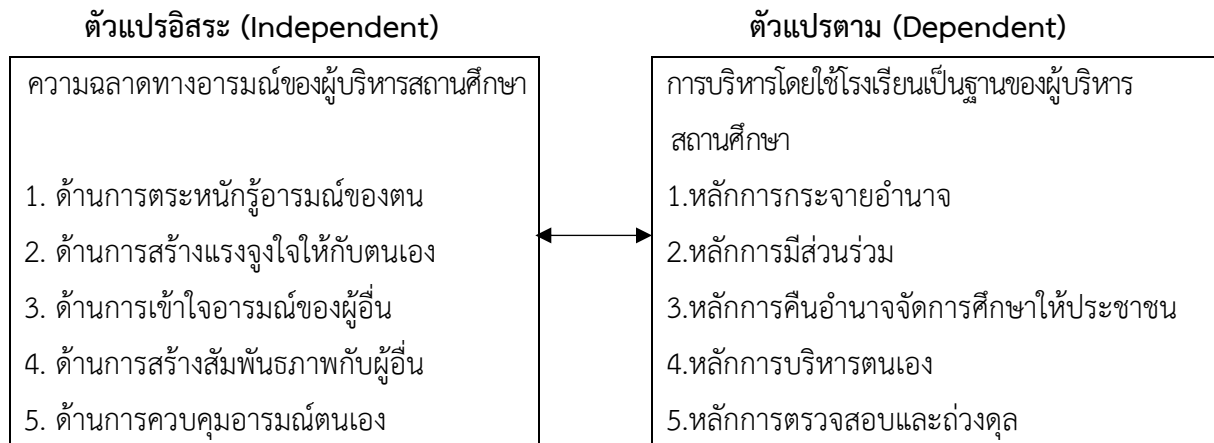 ตัวแปรอิสระ (Independent)
ความฉลาดทางอารมณ์ของผู้บริหารสถานศึกษา
1. ด้านการตระหนักรู้อารมณ์ของตน
2. ด้านการสร้างแรงจูงใจให้กับตนเอง
3. ด้านการเข้าใจอารมณ์ของผู้อื่น
4. ด้านการสร้างสัมพันธภาพกับผู้อื่น
5. ด้านการควบคุมอารมณ์ตนเอง
ตัวแปรตาม (Dependent)
การบริหารโดยใช้โรงเรียนเป็นฐานของผู้บริหาร
สถานศึกษา
1.หลักการกระจายอำนาจ
2.หลักการมีส่วนร่วม
3.หลักการคืนอำนาจจัดการศึกษาให้ประชาชน
4.หลักการบริหารตนเอง
5.หลักการตรวจสอบและถ่วงดุล